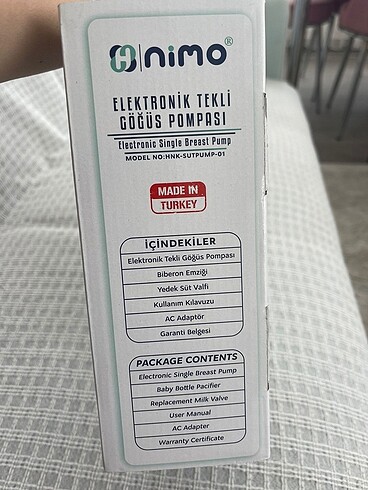 nimo®
ELEKTRONİK TEKLİ
GÖĞÜS POMPASI
Electronic Single Breast Pump
MODEL NO:HNK-SUTPUMP-01
MADE IN
TURKEY
İÇİNDEKİLER
Elektronik Tekli Göğüs Pompası
Biberon Emziği
Yedek Süt Valfi
Kullanım Kılavuzu
AC Adaptör
Garanti Belgesi
PACKAGE CONTENTS
Electronic Single Breast Pump
Baby Bottle Pacifier
Replacement Milk Valve
User Manual
AC Adapter
Warranty Certificate